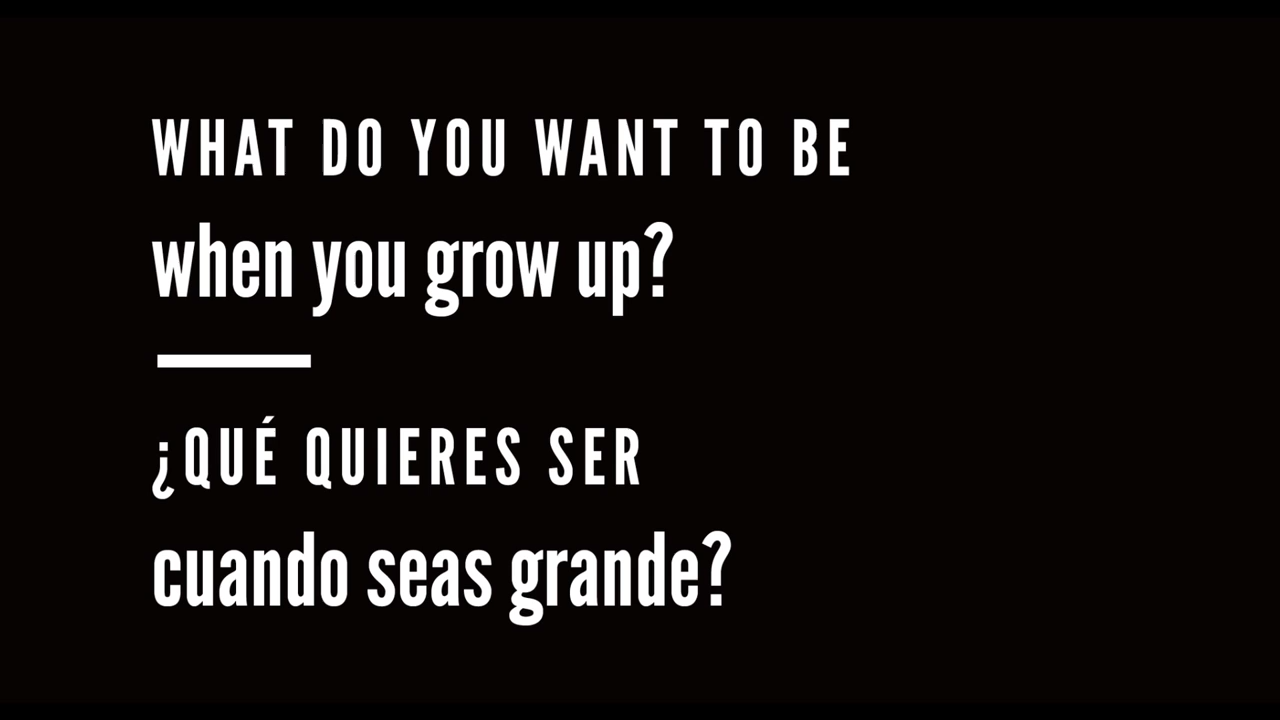 WHAT DO YOU WANT TO BE
when you grow up?
¿QUÉ QUIERES SER
cuando seas grande?